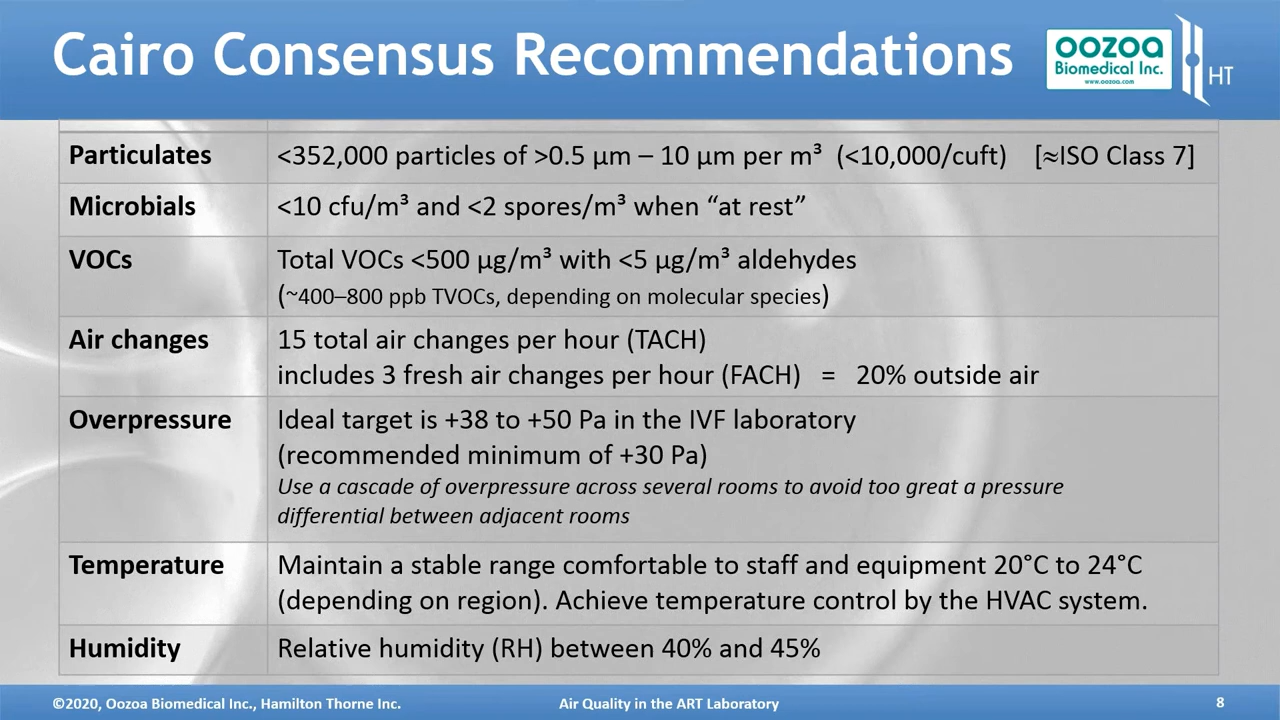 Cairo Consensus Recommendations
oozoa
Biomedical Inc.
www.oozoa.com
HT
Particulates
<352,000 particles of >0.5 µm – 10 µm per m³ (<10,000/cuft) [≈ISO Class 7]
Microbials
<10 cfu/m³ and <2 spores/m³ when “at rest”
VOCs
Total VOCs <500 µg/m³ with <5 µg/m³ aldehydes
(~400–800 ppb TVOCs, depending on molecular species)
Air changes
15 total air changes per hour (TACH)
includes 3 fresh air changes per hour (FACH) = 20% outside air
Overpressure
Ideal target is +38 to +50 Pa in the IVF laboratory
(recommended minimum of +30 Pa)
Use a cascade of overpressure across several rooms to avoid too great a pressure
differential between adjacent rooms
Temperature
Maintain a stable range comfortable to staff and equipment 20°C to 24°C
(depending on region). Achieve temperature control by the HVAC system.
Humidity
Relative humidity (RH) between 40% and 45%
©2020, Oozoa Biomedical Inc., Hamilton Thorne Inc.
Air Quality in the ART Laboratory
8